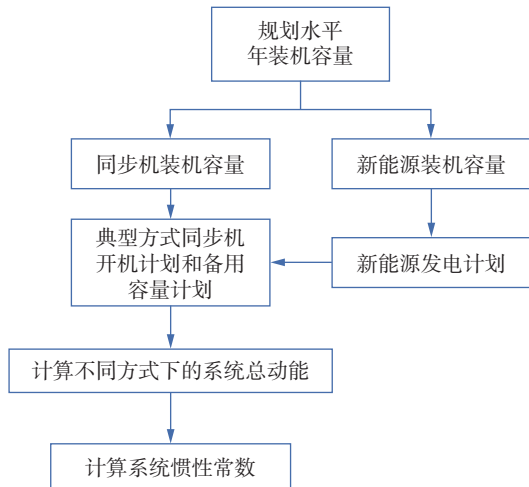 规划水平
年装机容量
同步机装机容量
新能源装机容量
典型方式同步机
开机计划和备用
容量计划
新能源发电计划
计算不同方式下的系统总动能
计算系统惯性常数